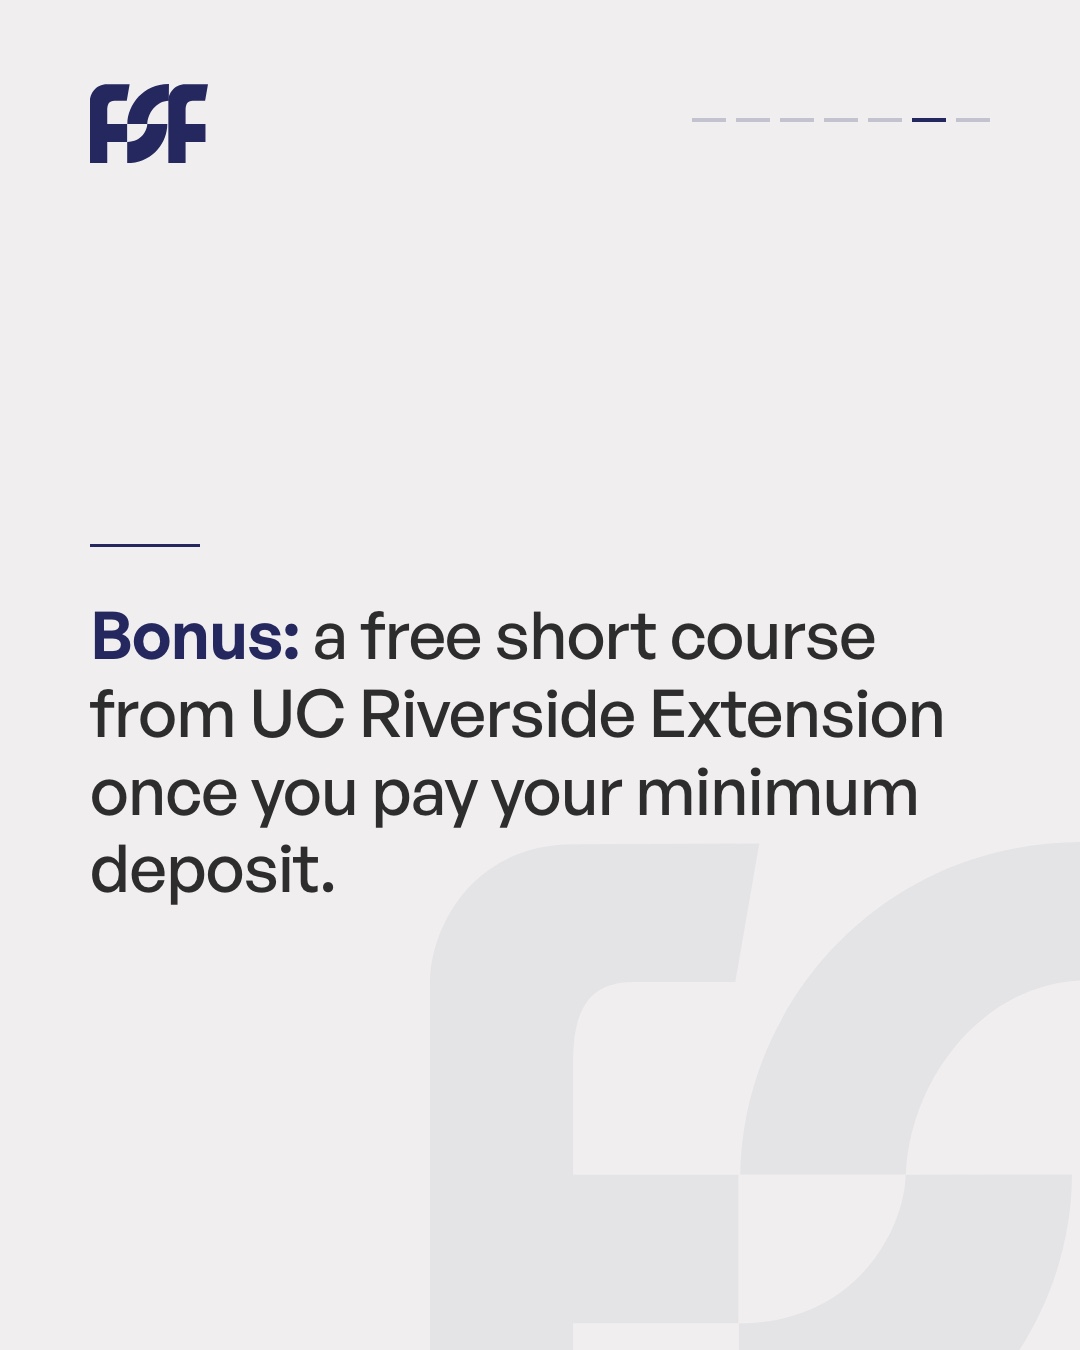 FSF
Bonus: a free short course
from UC Riverside Extension
once you pay your minimum
deposit.